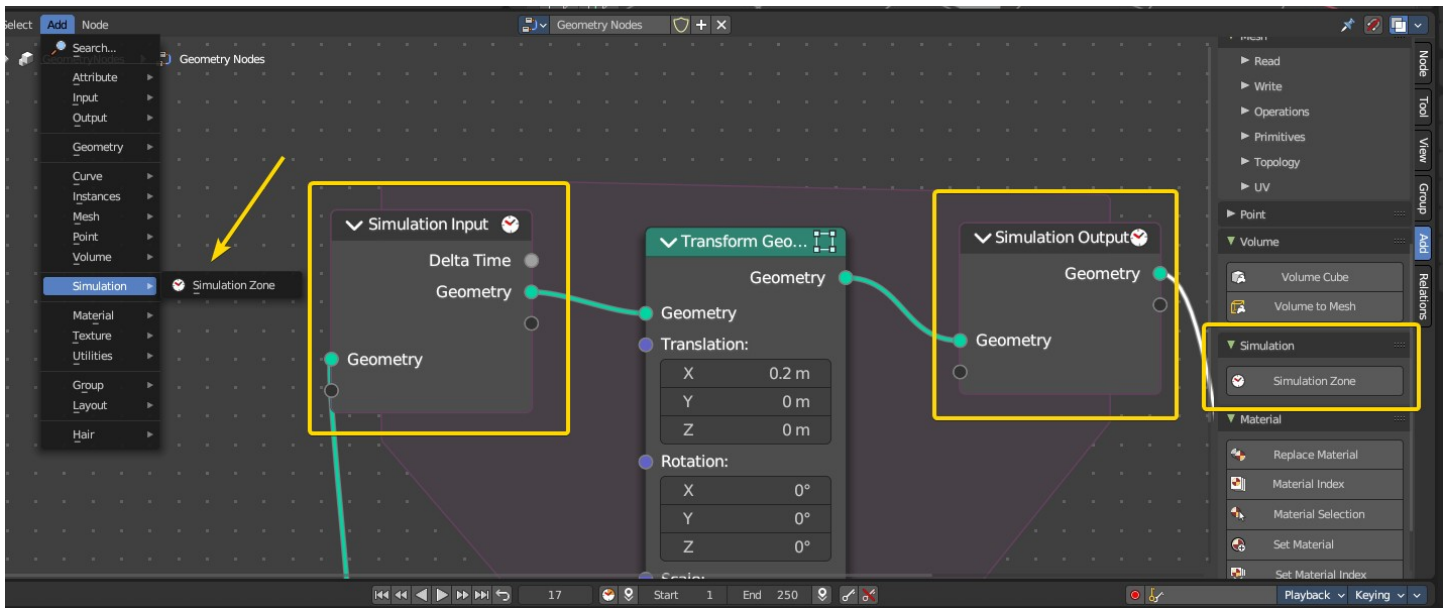 Select Add Node
Geometry Nodes
Search...
Geometry Nodes
Attribute
Input
Output
Geometry
Curve
Instances
Mesh
Point
Volume
Simulation
Simulation Zone
Material
Texture
Utilities
Group
Layout
Hair
Simulation Input
Delta Time
Geometry
Geometry
Transform Geo...
Geometry
Geometry
Translation:
X 0.2 m
Y 0 m
Z 0 m
Rotation:
X 0°
Y 0°
Z 0°
Scale:
Simulation Output
Geometry
Geometry
Mesh
Read
Write
Operations
Primitives
Topology
UV
Point
Volume
Volume Cube
Volume to Mesh
Simulation
Simulation Zone
Material
Replace Material
Material Index
Material Selection
Set Material
Set Material Index
Node
Tool
View
Group
Add
Relations
17
Start 1
End 250
Playback
Keying